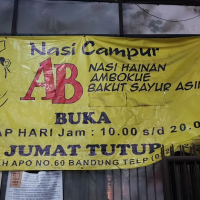 Nasi Campur
AB
NASI HAINAN
AMBOKUE
BAKUT SAYUR ASIN
BUKA
AP HARI Jam : 10.00 s/d 20.0
JUMAT TUTUP
H APO NO.60 BANDUNG TELP